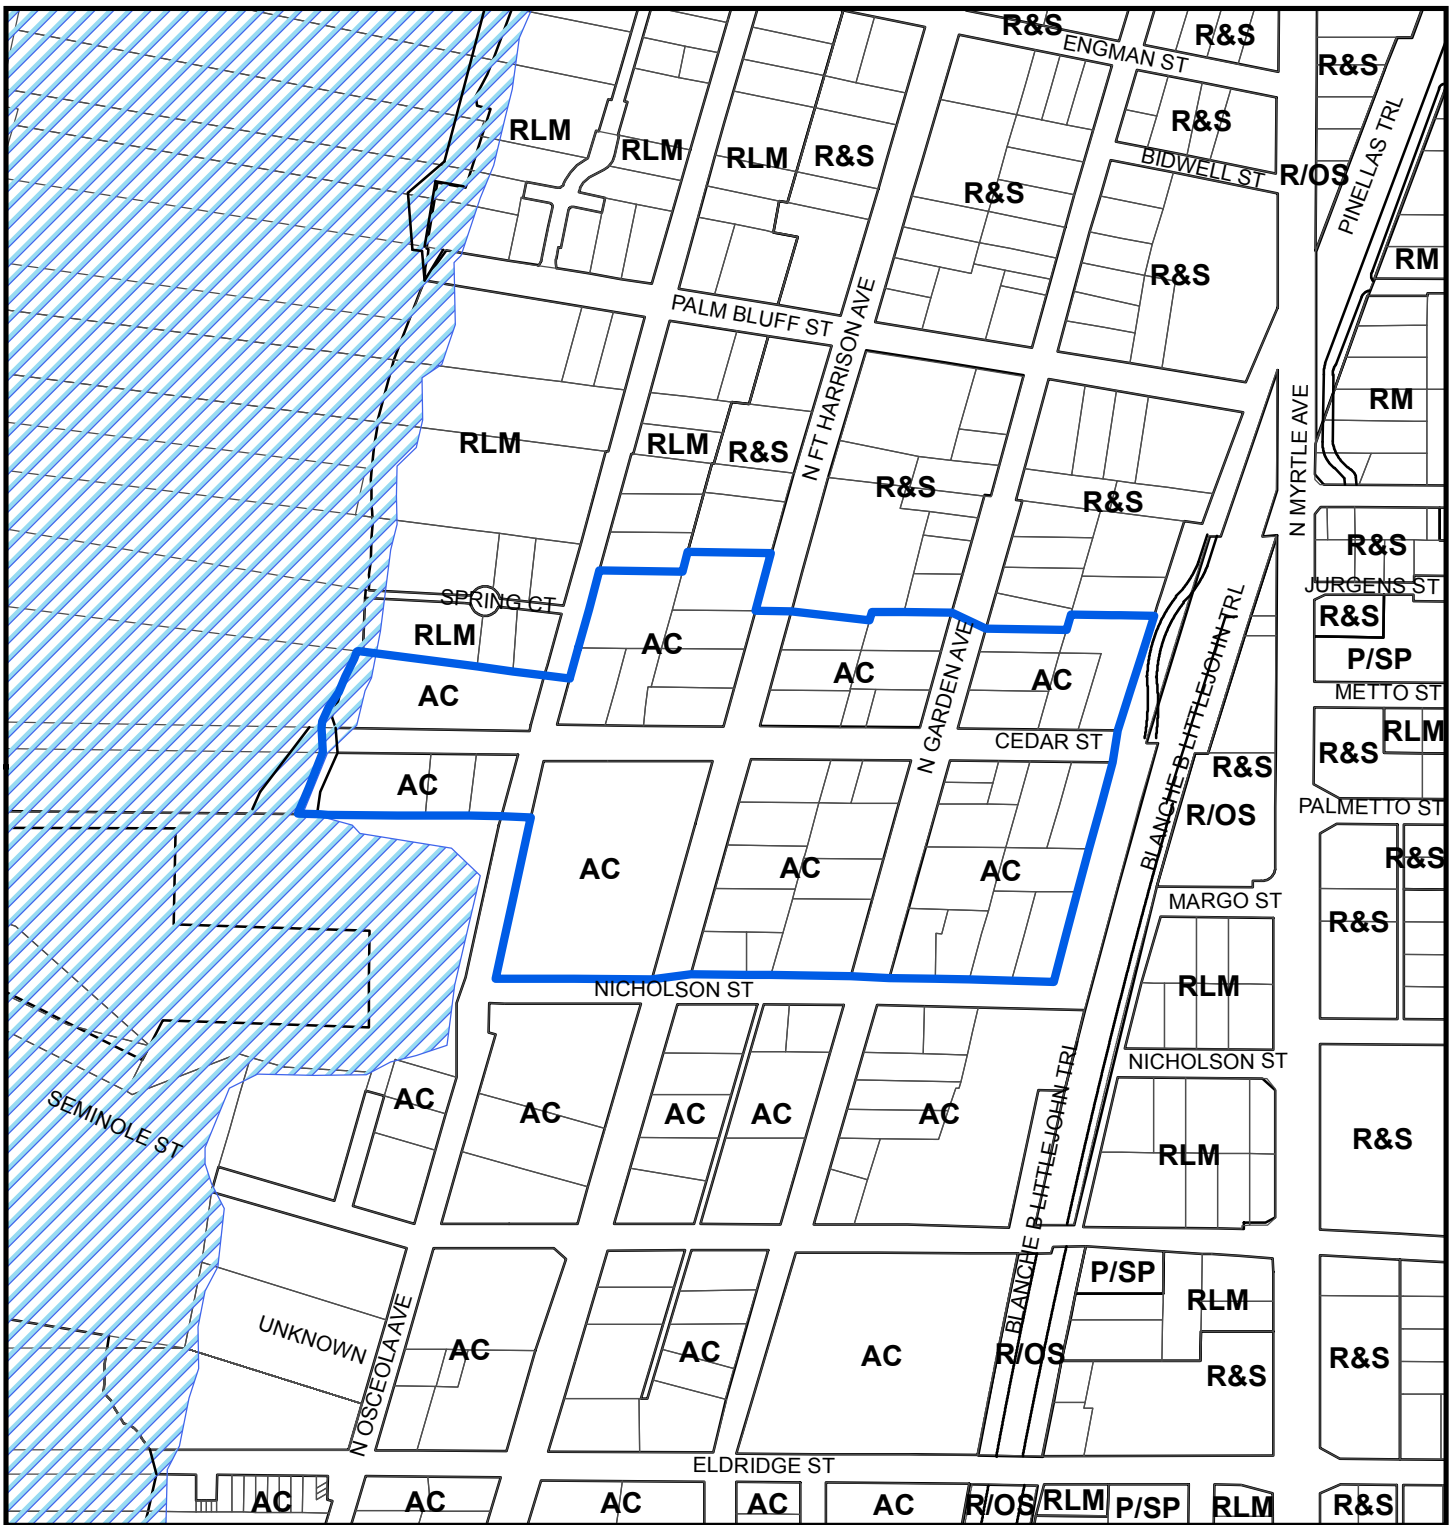 R&S
R&S
ENGMAN ST
R&S
PINELLAS TRL
RLM
RLM
RLM
R&S
R&S
BIDWELL ST
R/OS
R&S
RM
R&S
PALM BLUFF ST
N FT HARRISON AVE
RM
N MYRTLE AVE
RLM
RLM
R&S
R&S
R&S
R&S
JURGENS ST
SPRING CT
R&S
RLM
AC
AC
AC
P/SP
N GARDEN AVE
BLANCHE B LITTLEJOHN TRL
METTO ST
AC
RLM
CEDAR ST
R&S
R&S
AC
PALMETTO ST
R/OS
AC
AC
AC
R&S
MARGO ST
R&S
RLM
NICHOLSON ST
NICHOLSON ST
SEMINOLE ST
AC
AC
AC
AC
AC
BLANCHE B LITTLEJOHN TRL
RLM
R&S
P/SP
RLM
UNKNOWN
N OSCEOLA AVE
AC
AC
AC
R/OS
R&S
R&S
ELDRIDGE ST
AC
AC
AC
AC
AC
R/OS
RLM
P/SP
RLM
R&S